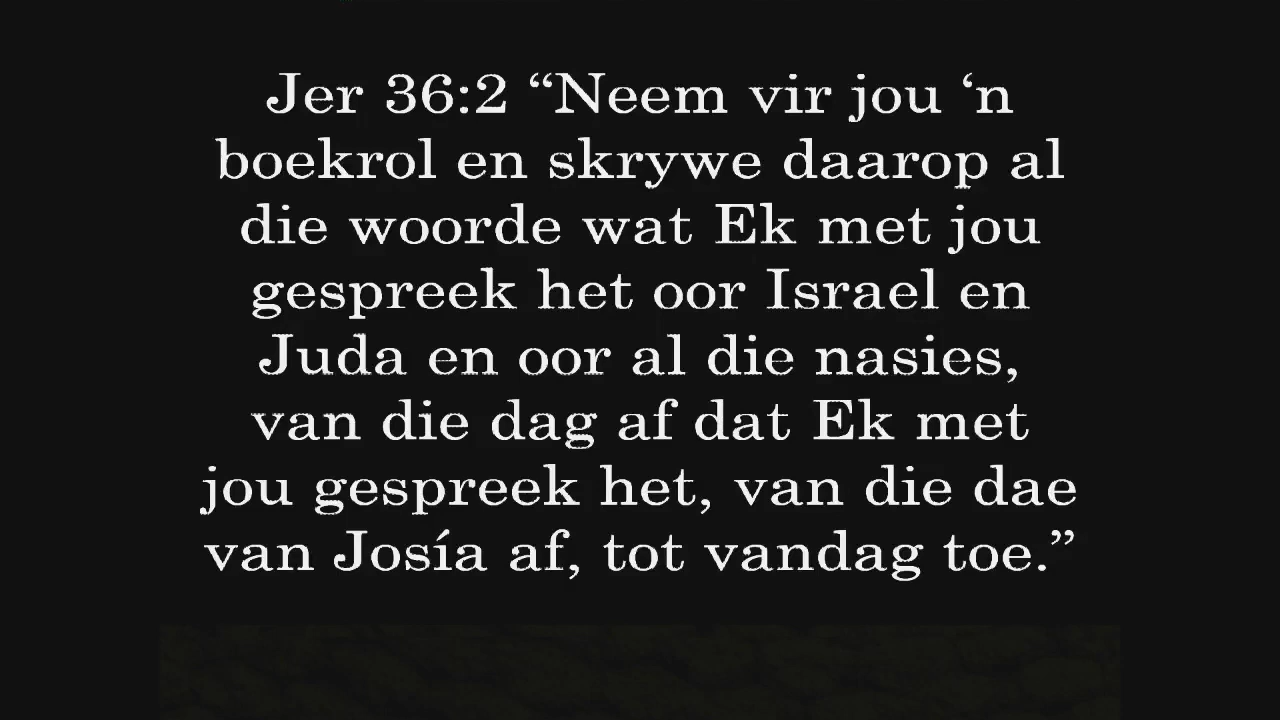 Jer 36:2 “Neem vir jou ‘n
boekrol en skrywe daarop al
die woorde wat Ek met jou
gespreek het oor Israel en
Juda en oor al die nasies,
van die dag af dat Ek met
jou gespreek het, van die dae
van Josía af, tot vandag toe.”